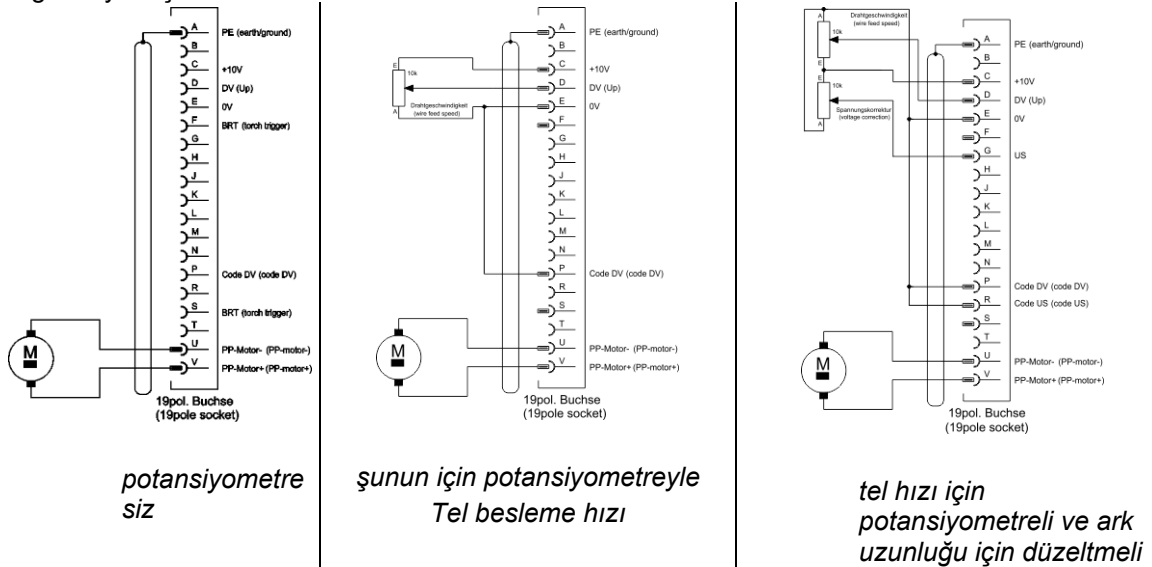 A PE (earth/ground)
B
C +10V
D DV (Up)
E 0V
F BRT (torch trigger)
G
H
J
K
L
M
N
P Code DV (code DV)
R
S BRT (torch trigger)
T
U PP-Motor- (PP-motor-)
V PP-Motor+ (PP-motor+)
M
19pol. Buchse
(19pole socket)
potansiyometre
siz
A PE (earth/ground)
B
E
C +10V
10k
D DV (Up)
Drahtgeschwindigkeit
(wire feed speed)
A
E 0V
F
G
H
J
K
L
M
N
P Code DV (code DV)
R
S
T
U PP-Motor- (PP-motor-)
V PP-Motor+ (PP-motor+)
M
19pol. Buchse
(19pole socket)
şunun için potansiyometreyle
Tel besleme hızı
A
Drahtgeschwindigkeit
(wire feed speed)
10k
E
A PE (earth/ground)
B
E
C +10V
10k
D DV (Up)
Spannungskorrektur
(voltage correction)
A
E 0V
F
G US
H
J
K
L
M
N
P Code DV (code DV)
R Code US (code US)
S
T
U PP-Motor- (PP-motor-)
V PP-Motor+ (PP-motor+)
M
19pol. Buchse
(19pole socket)
tel hızı için
potansiyometreli ve ark
uzunluğu için düzeltmeli